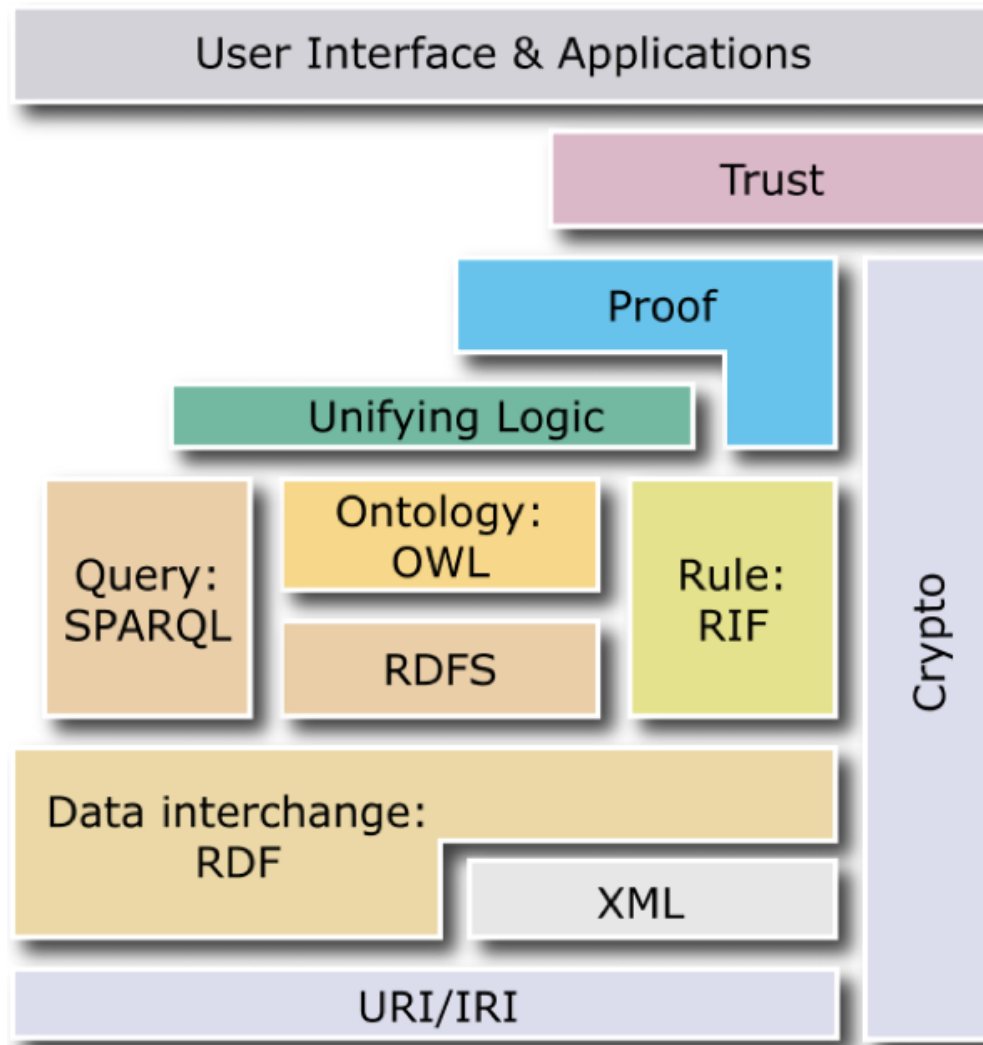 User Interface & Applications
Trust
Proof
Unifying Logic
Query:
SPARQL
Ontology:
OWL
RDFS
Rule:
RIF
Crypto
Data interchange:
RDF
XML
URI/IRI